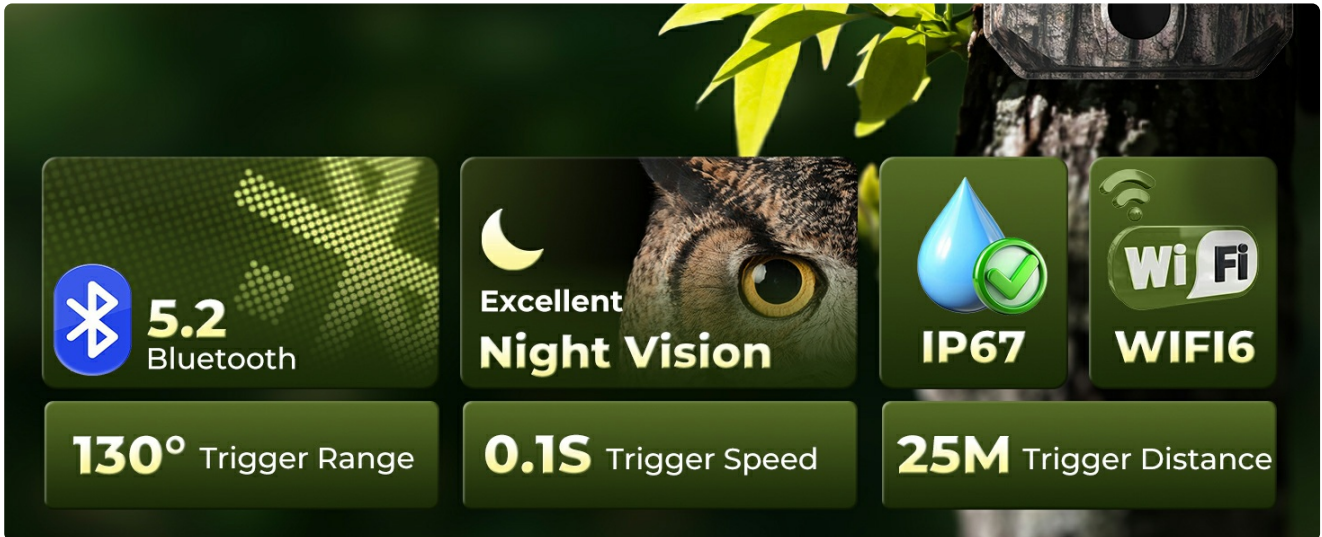 5.2
Bluetooth
Excellent
Night Vision
IP67
Wi Fi
WIFI6
130° Trigger Range
0.1S Trigger Speed
25M Trigger Distance